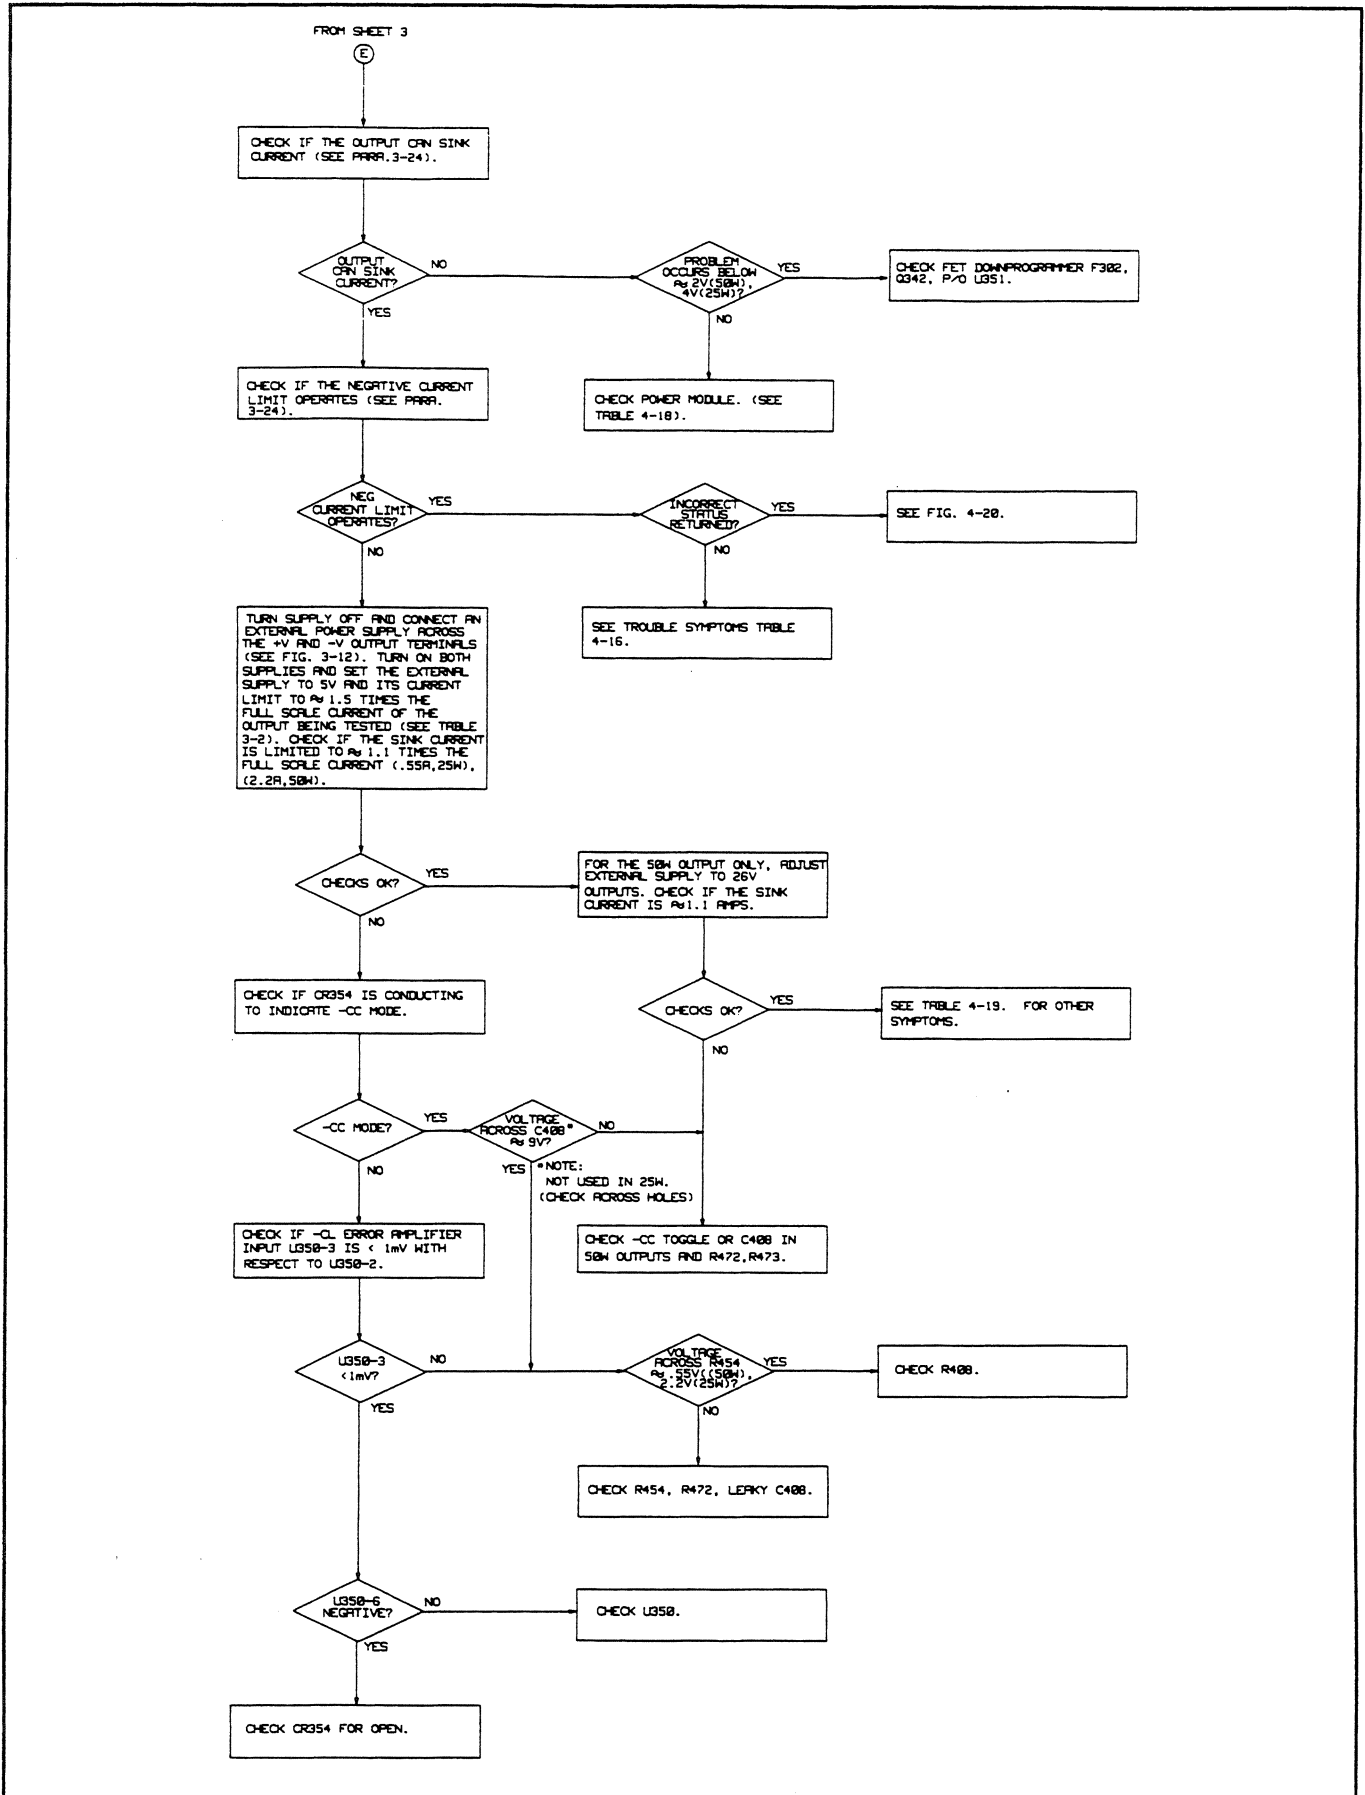 FROM SHEET 3
E
CHECK IF THE OUTPUT CAN SINK
CURRENT (SEE PARA.3-24).
OUTPUT
CAN SINK
CURRENT?
NO
YES
PROBLEM
OCCURS BELOW
≈ 2V(50W),
4V(25W)?
YES
NO
CHECK FET DOWNPROGRAMMER F302,
Q342, P/O U351.
CHECK IF THE NEGATIVE CURRENT
LIMIT OPERATES (SEE PARA.
3-24).
CHECK POWER MODULE. (SEE
TABLE 4-18).
NEG
CURRENT LIMIT
OPERATES?
YES
NO
INCORRECT
STATUS
RETURNED?
YES
NO
SEE FIG. 4-20.
SEE TROUBLE SYMPTOMS TABLE
4-16.
TURN SUPPLY OFF AND CONNECT AN
EXTERNAL POWER SUPPLY ACROSS
THE +V AND -V OUTPUT TERMINALS
(SEE FIG. 3-12). TURN ON BOTH
SUPPLIES AND SET THE EXTERNAL
SUPPLY TO 5V AND ITS CURRENT
LIMIT TO ≈ 1.5 TIMES THE
FULL SCALE CURRENT OF THE
OUTPUT BEING TESTED (SEE TABLE
3-2). CHECK IF THE SINK CURRENT
IS LIMITED TO ≈ 1.1 TIMES THE
FULL SCALE CURRENT (.55A,25W),
(2.2A,50W).
CHECKS OK?
YES
NO
FOR THE 50W OUTPUT ONLY, ADJUST
EXTERNAL SUPPLY TO 26V
OUTPUTS. CHECK IF THE SINK
CURRENT IS ≈1.1 AMPS.
CHECK IF CR354 IS CONDUCTING
TO INDICATE -CC MODE.
CHECKS OK?
YES
NO
SEE TABLE 4-19. FOR OTHER
SYMPTOMS.
-CC MODE?
YES
NO
VOLTAGE
ACROSS C408*
≈ 9V?
NO
YES
*NOTE:
NOT USED IN 25W.
(CHECK ACROSS HOLES)
CHECK IF -CL ERROR AMPLIFIER
INPUT U350-3 IS < 1mV WITH
RESPECT TO U350-2.
CHECK -CC TOGGLE OR C408 IN
50W OUTPUTS AND R472,R473.
U350-3
<1mV?
NO
YES
VOLTAGE
ACROSS R454
≈ .55V((50W),
2.2V(25W)?
YES
NO
CHECK R408.
CHECK R454, R472, LEAKY C408.
U350-6
NEGATIVE?
NO
YES
CHECK U350.
CHECK CR354 FOR OPEN.